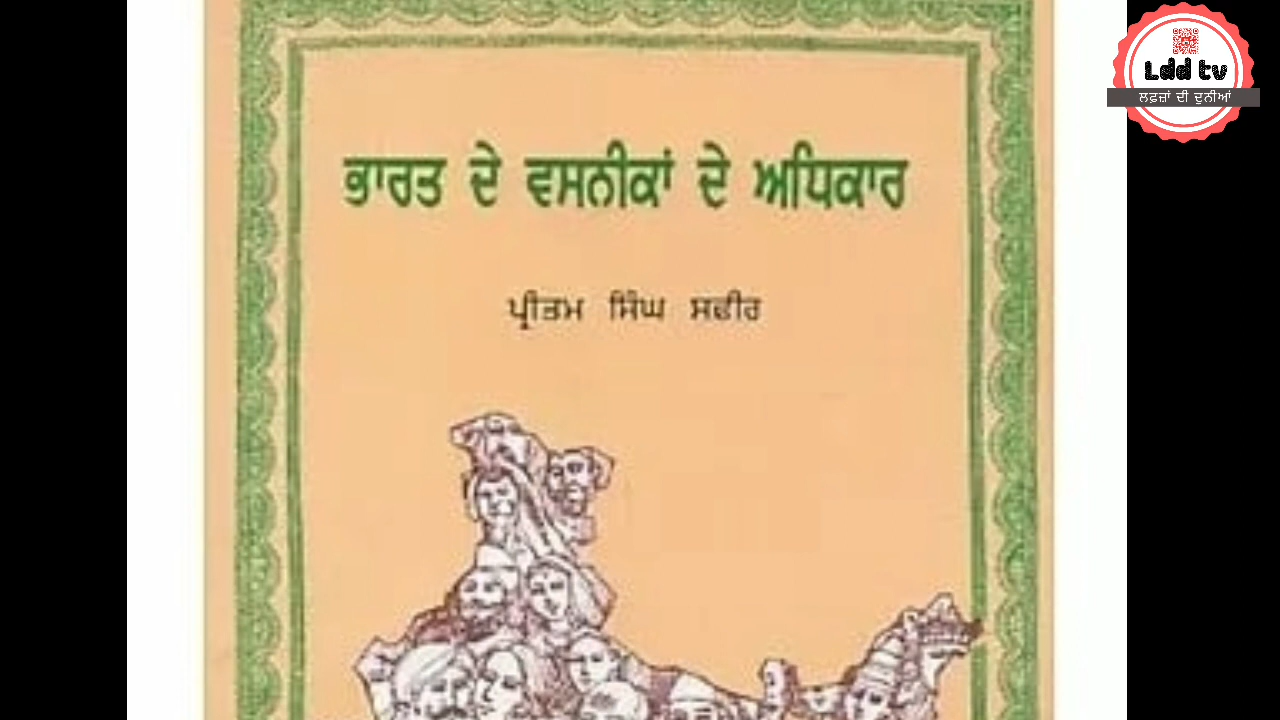 ਭਾਰਤ ਦੇ ਵਸਨੀਕਾਂ ਦੇ ਅਧਿਕਾਰ
ਪ੍ਰੀਤਮ ਸਿੰਘ ਸਫੀਰ
Ldd tv
ਲਫ਼ਜ਼ਾਂ ਦੀ ਦੁਨੀਆਂ